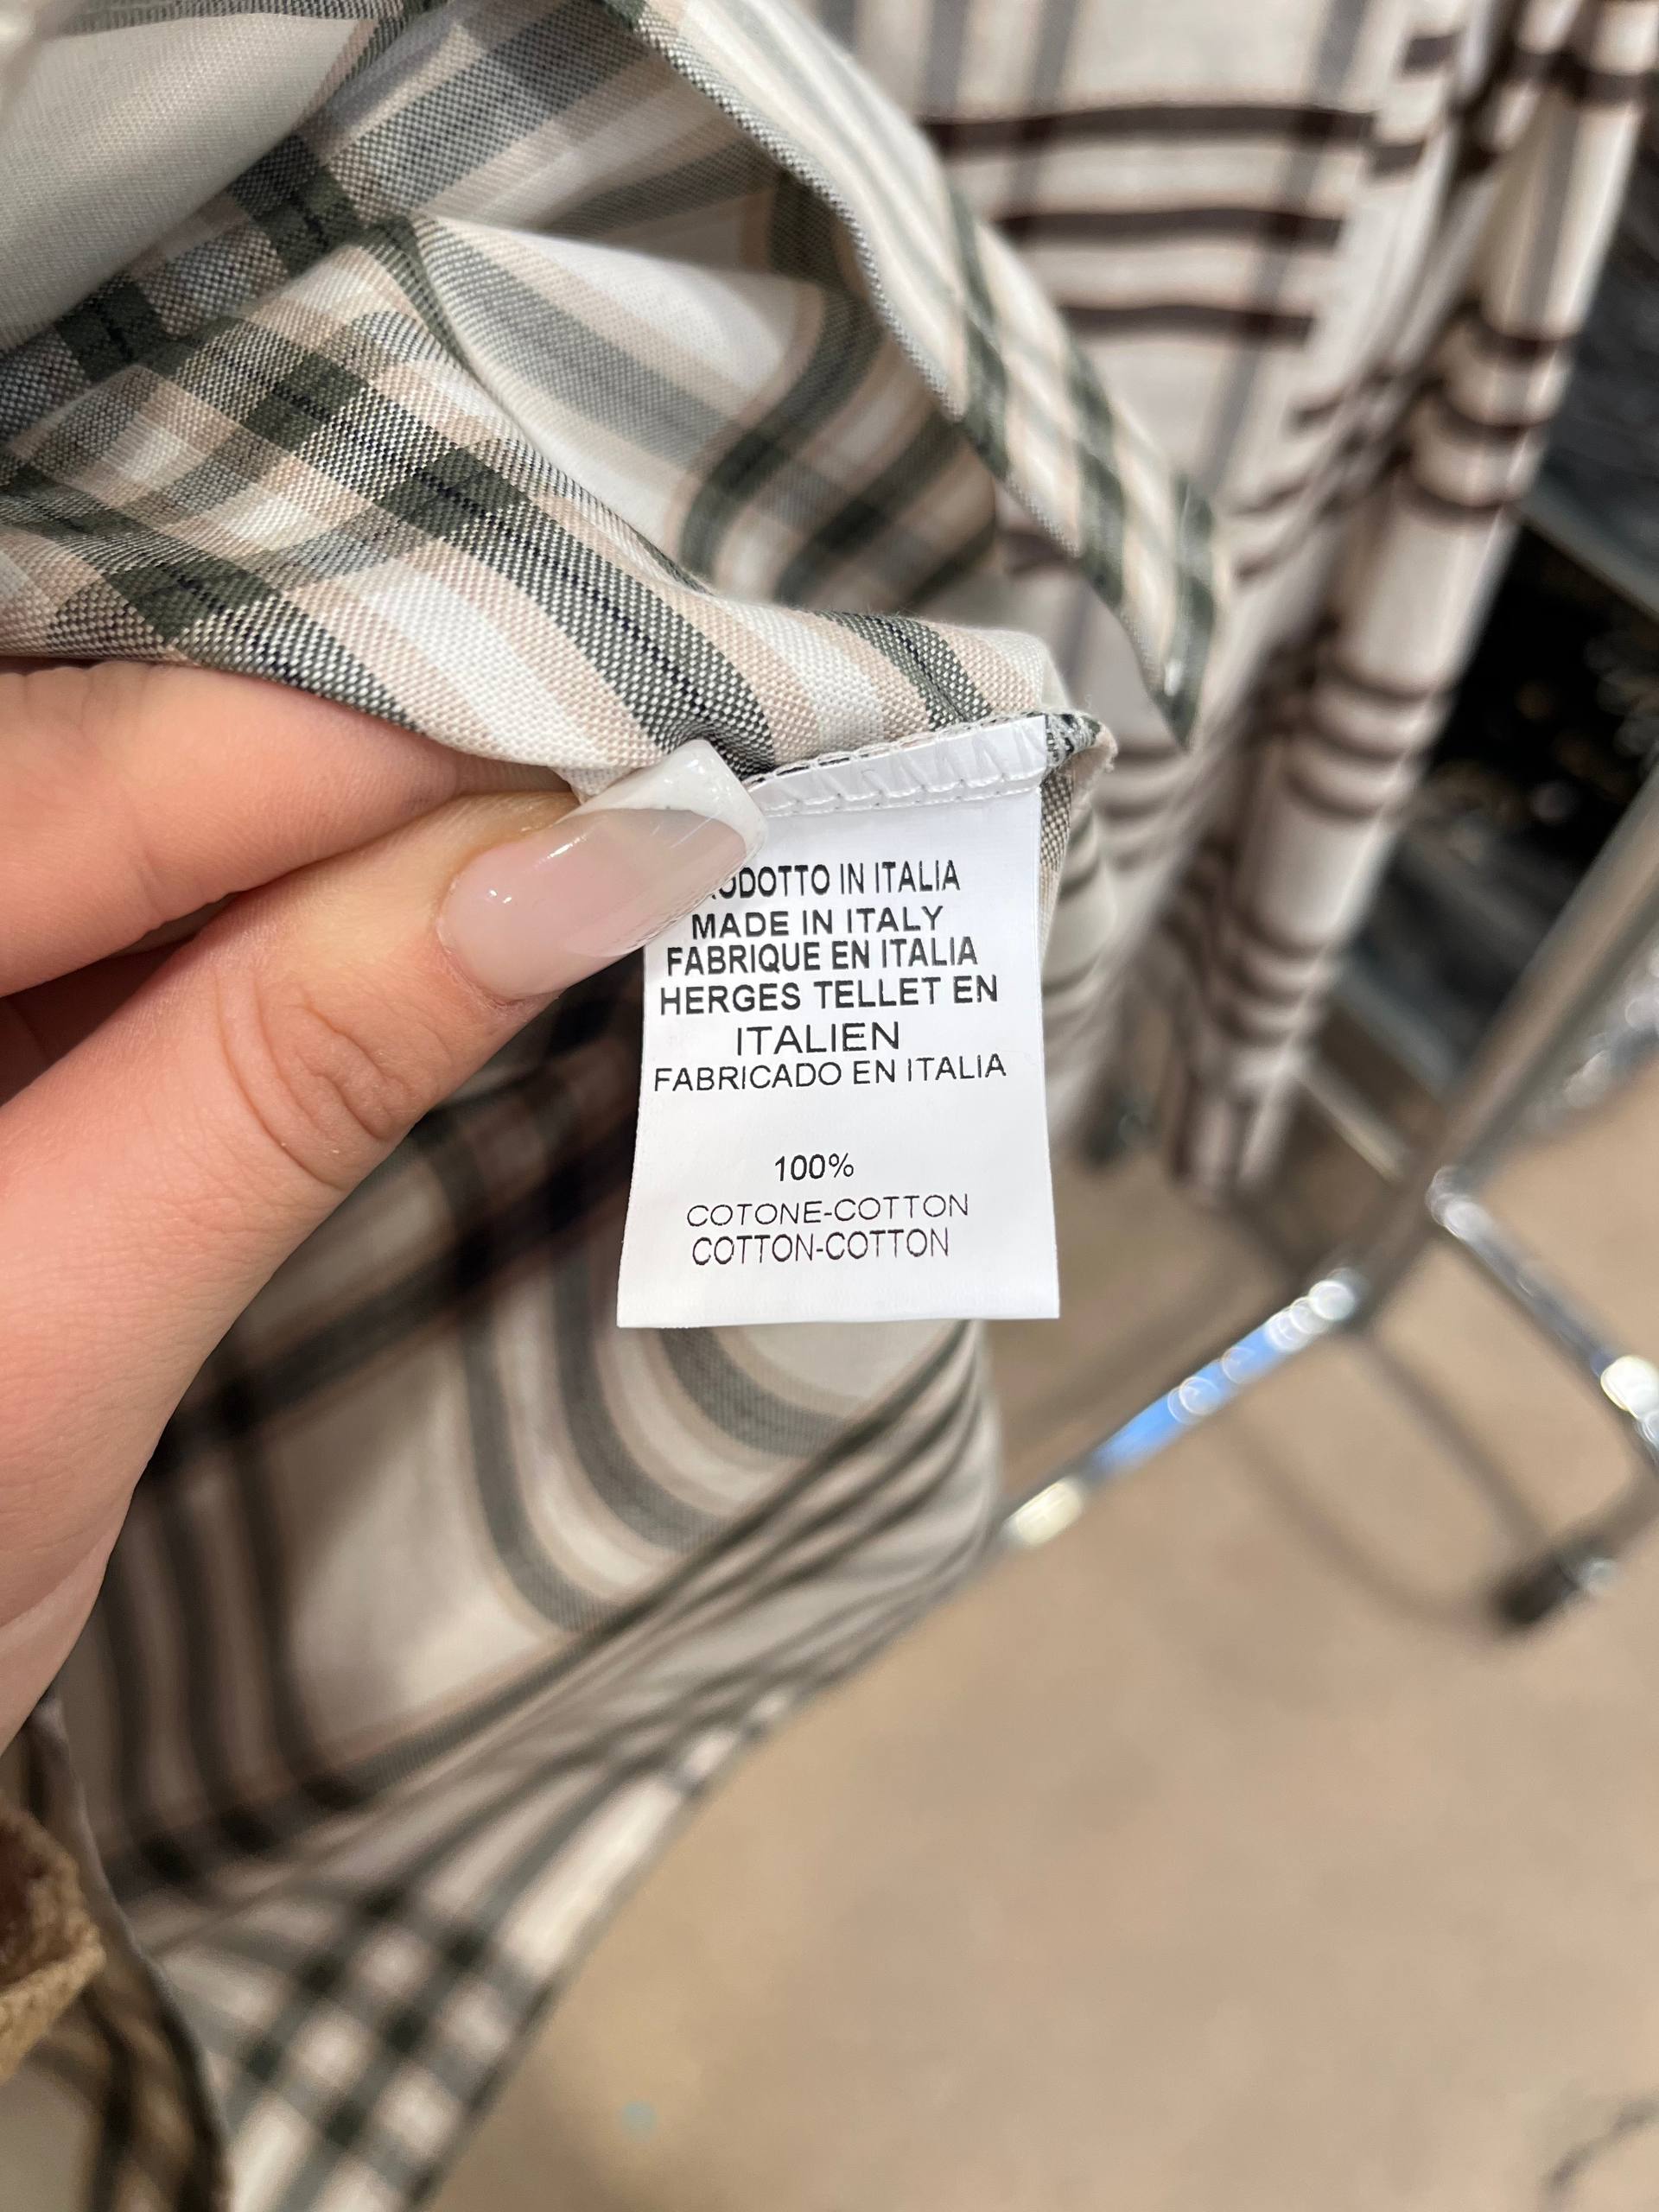 IN ITALIA
MADE IN ITALY
FABRIQUE EN ITALIA
HERGES TELLET EN
ITALIEN
FABRICADO EN ITALIA
100%
COTONE-COTTON
COTTON-COTTON